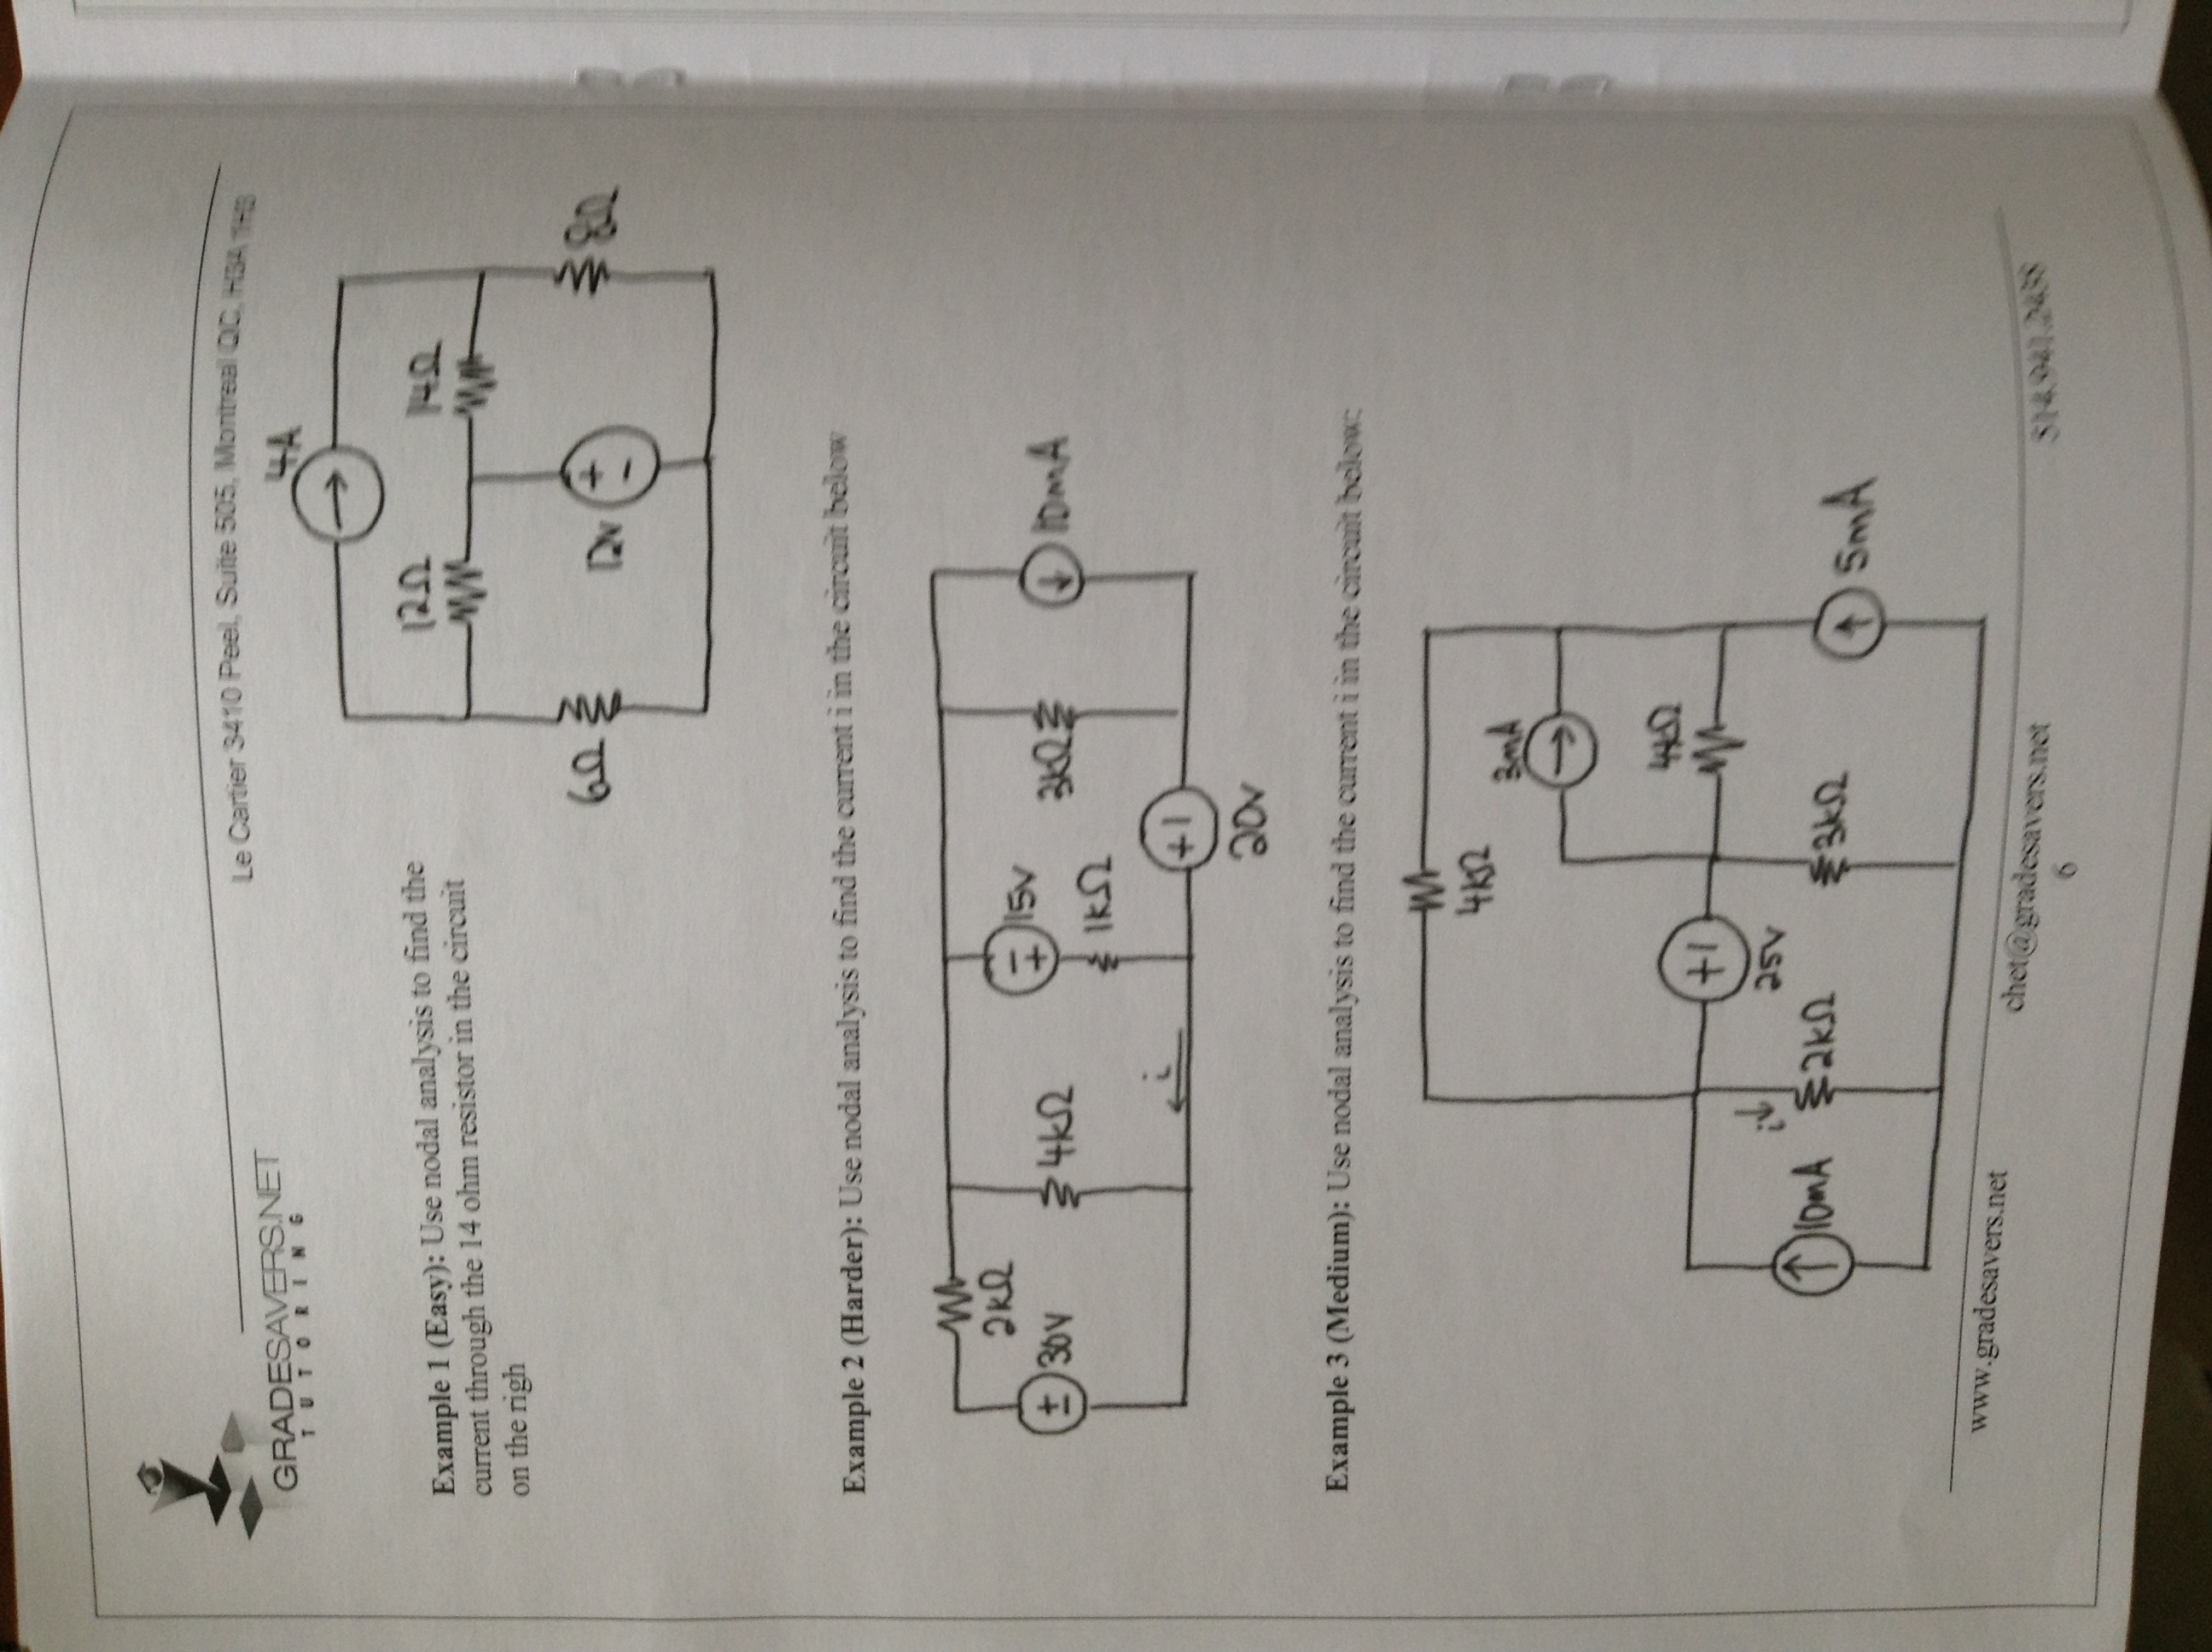 GRADESAVERS.NET
TUTORING
Le Cartier 3410 Peel, Suite 505, Montreal QC, H3A
4A
Example 1 (Easy): Use nodal analysis to find the
current through the 14 ohm resistor in the circuit
on the righ
12Ω 14Ω
6Ω 12V + - 8Ω
Example 2 (Harder): Use nodal analysis to find the current i in the circuit below
2kΩ
± 30V 4kΩ - + 15V 3kΩ 10mA
1kΩ
i
+ 1
20V
Example 3 (Medium): Use nodal analysis to find the current i in the circuit below:
4kΩ
3mA
4kΩ
+ 1
25V
i
10mA 2kΩ 3kΩ 5mA
www.gradesavers.net
chet@gradesavers.net
514.941.2438
6